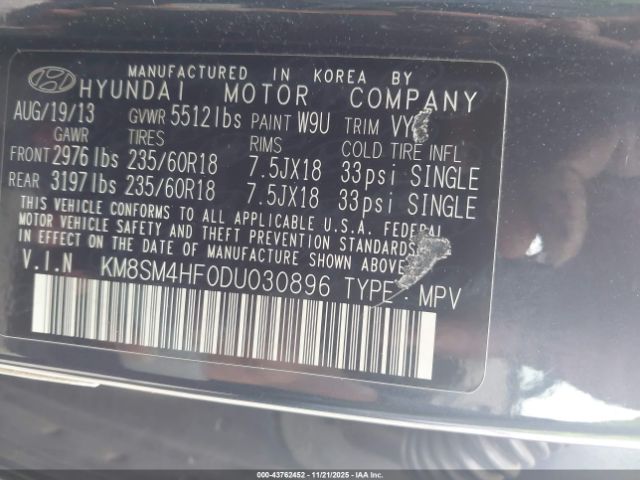 MANUFACTURED IN KOREA BY
HYUNDAI MOTOR COMPANY
AUG/19/13 GVWR 5512lbs PAINT W9U TRIM VY
GAWR TIRES RIMS COLD TIRE INFL
FRONT 2976lbs 235/60R18 7.5JX18 33psi SINGLE
REAR 3197lbs 235/60R18 7.5JX18 33psi SINGLE
THIS VEHICLE CONFORMS TO ALL APPLICABLE U.S.A. FEDERAL
MOTOR VEHICLE SAFETY AND THEFT PREVENTION STANDARDS
IN EFFECT ON THE DATE OF MANUFACTURE SHOWN ABOVE.
V.I.N KM8SM4HF0DU030896 TYPE: MPV
000-43762452 - 11/21/2025 - IAAI.COM